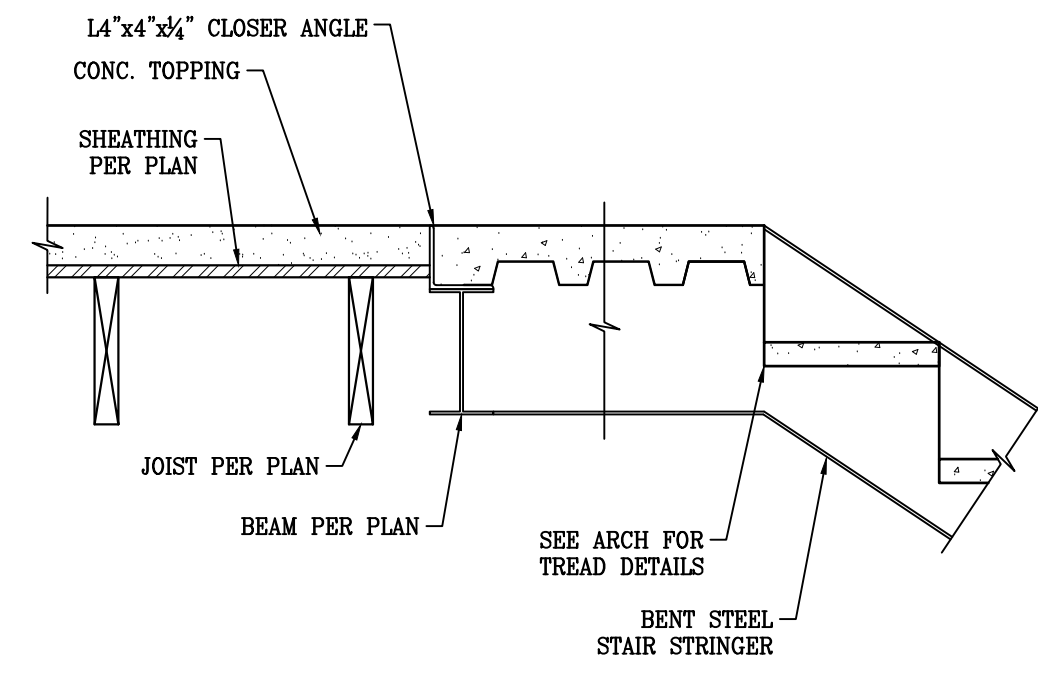 L4"x4"x¼" CLOSER ANGLE
CONC. TOPPING
SHEATHING
PER PLAN
JOIST PER PLAN
BEAM PER PLAN
SEE ARCH FOR
TREAD DETAILS
BENT STEEL
STAIR STRINGER